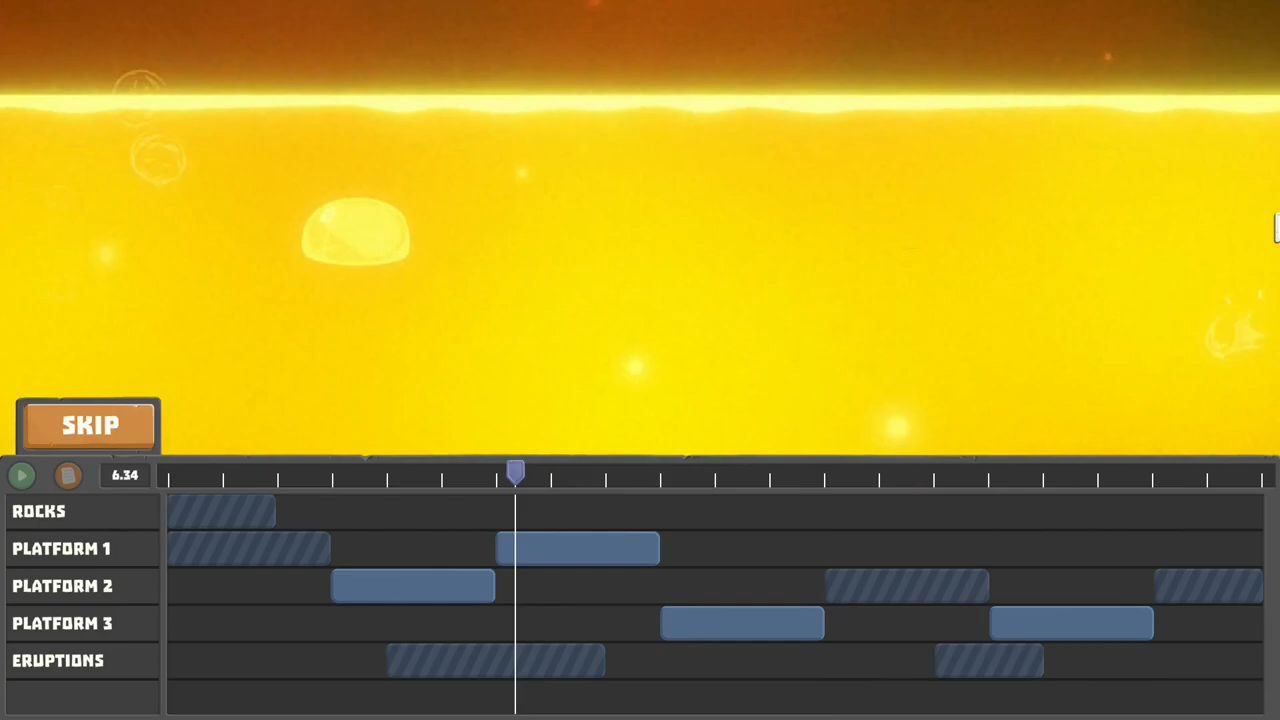 SKIP
6.34
ROCKS
PLATFORM 1
PLATFORM 2
PLATFORM 3
ERUPTIONS